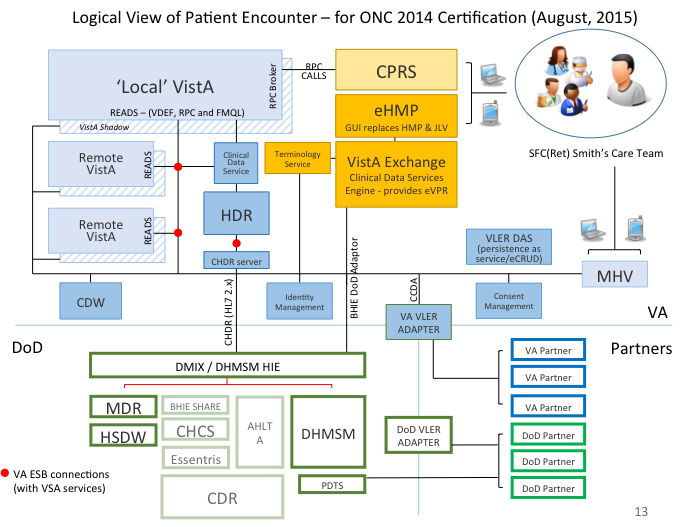 Logical View of Patient Encounter – for ONC 2014 Certification (August, 2015)
'Local' VistA
RPC Broker
READS – (VDEF, RPC and FMQL)
VistA Shadow
RPC
CALLS
CPRS
eHMP
GUI replaces HMP & JLV
VistA Exchange
Clinical Data Services
Engine - provides eVPR
Remote
VistA
READS
Clinical
Data
Service
Terminology
Service
SFC(Ret) Smith's Care Team
Remote
VistA
READS
HDR
CHDR server
VLER DAS
(persistence as
service/eCRUD)
MHV
CDW
CHDR (HL7 2.x)
Identity
Management
BHIE DoD Adaptor
CCDA
Consent
Management
VA VLER
ADAPTER
VA
DoD
Partners
DMIX / DHMSM HIE
MDR
HSDW
BHIE SHARE
CHCS
Essentris
AHLT
A
DHMSM
CDR
PDTS
DoD VLER
ADAPTER
VA Partner
VA Partner
VA Partner
DoD Partner
DoD Partner
DoD Partner
VA ESB connections
(with VSA services)
13